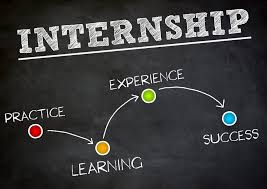 INTERNSHIP
EXPERIENCE
PRACTICE
SUCCESS
LEARNING